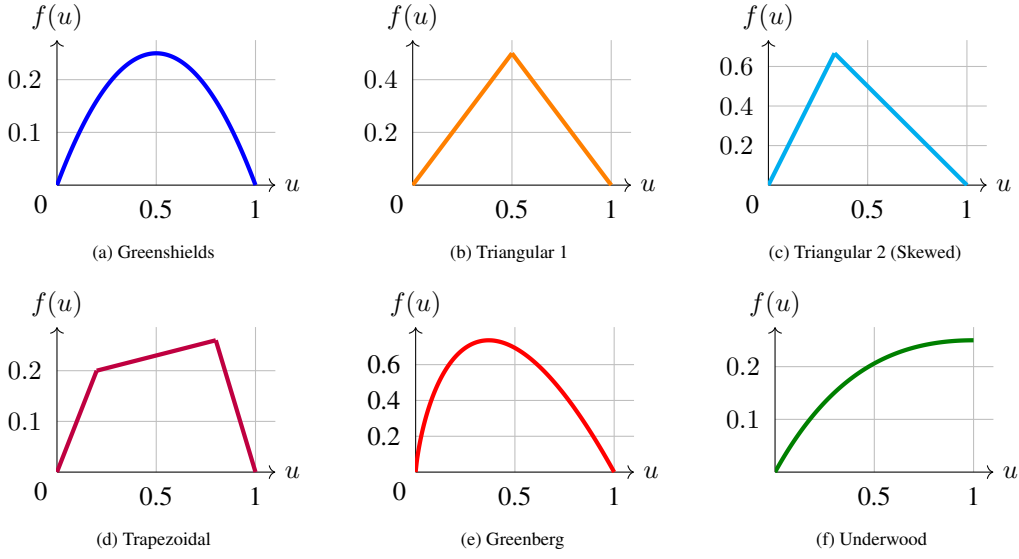 f(u)
0.2
0.1
0
0.5
1
u
(a) Greenshields
f(u)
0.4
0.2
0
0.5
1
u
(b) Triangular 1
f(u)
0.6
0.4
0.2
0
0.5
1
u
(c) Triangular 2 (Skewed)
f(u)
0.2
0.1
0
0.5
1
u
(d) Trapezoidal
f(u)
0.6
0.4
0.2
0
0.5
1
u
(e) Greenberg
f(u)
0.2
0.1
0.5
1
u
(f) Underwood